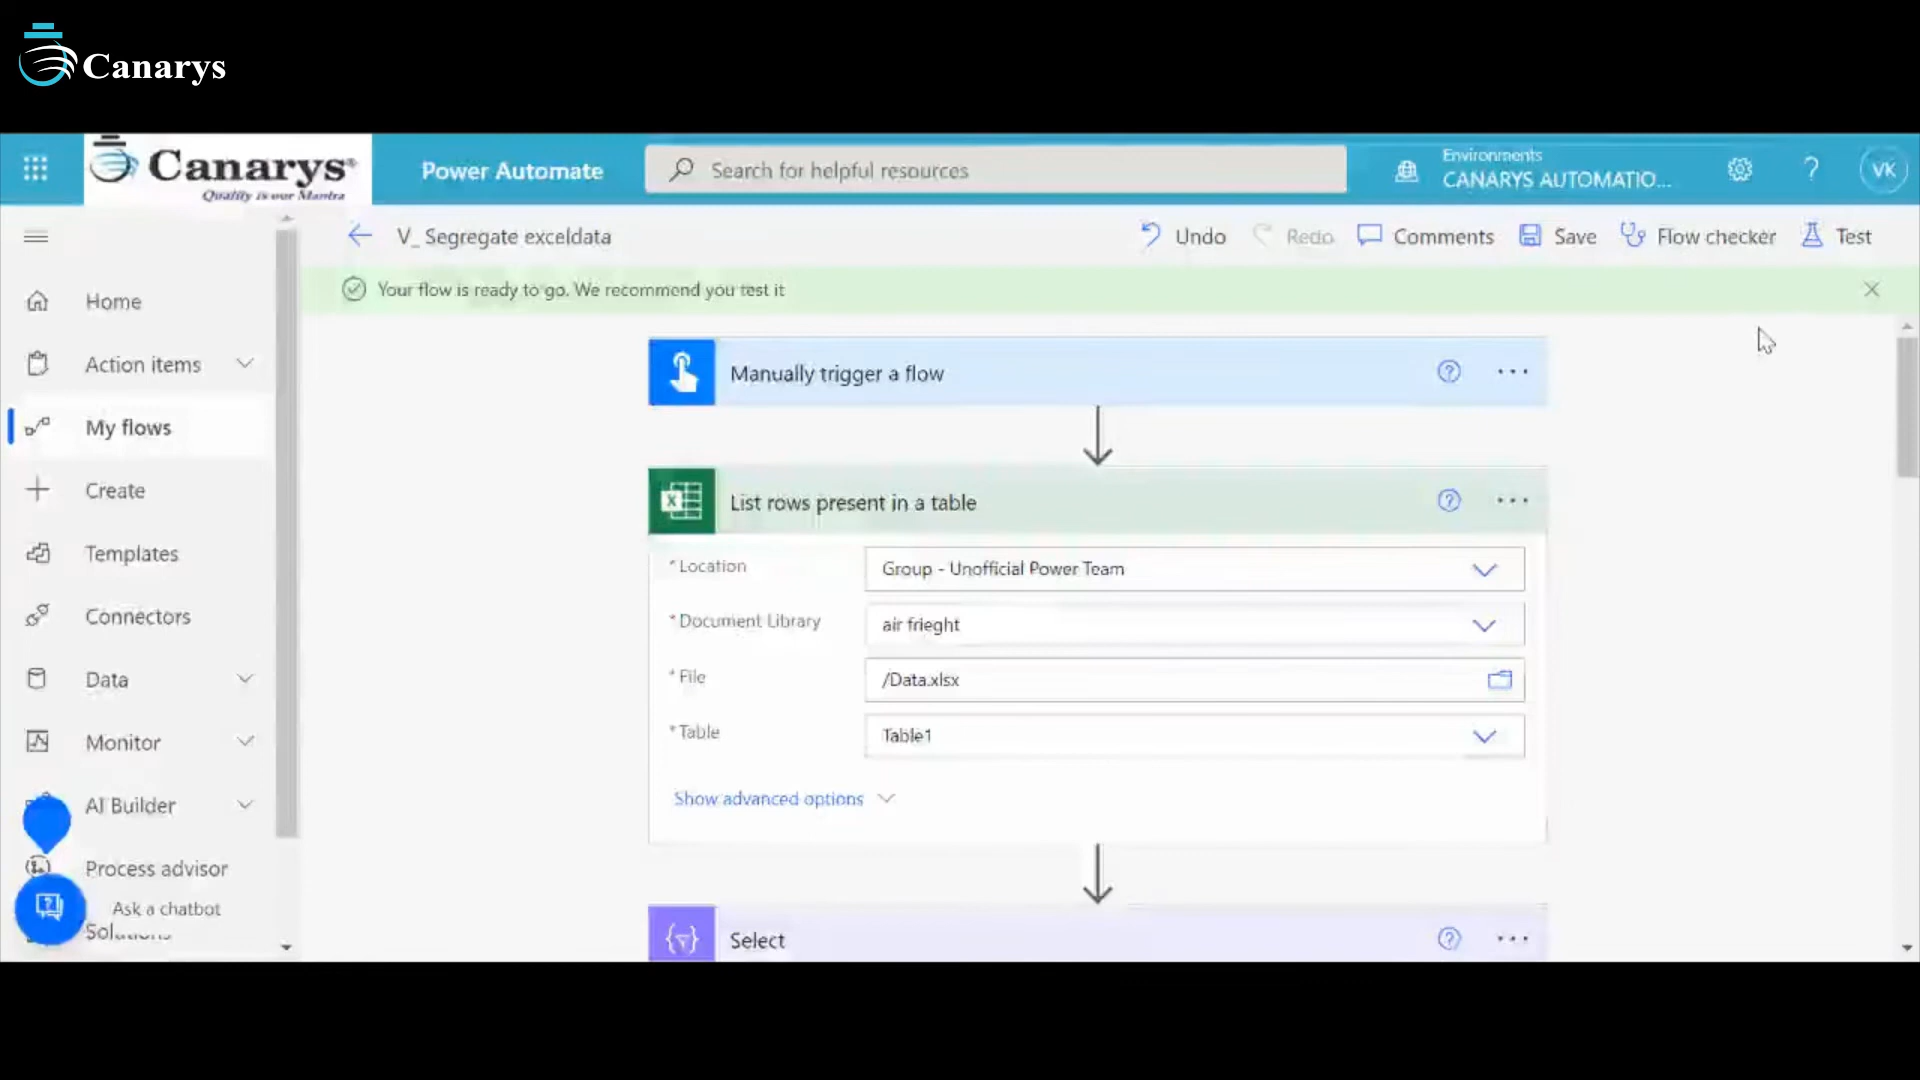 Canarys
Canarys®
Quality is our Mantra
Power Automate
Search for helpful resources
Environments
CANARYS AUTOMATIO...
?
VK
V_ Segregate exceldata
Undo
Redo
Comments
Save
Flow checker
Test
Your flow is ready to go. We recommend you test it
Home
Action items
My flows
Create
Templates
Connectors
Data
Monitor
AI Builder
Process advisor
Ask a chatbot
Manually trigger a flow
List rows present in a table
* Location
Group - Unofficial Power Team
* Document Library
air frieght
* File
/Data.xlsx
* Table
Table1
Show advanced options
Select